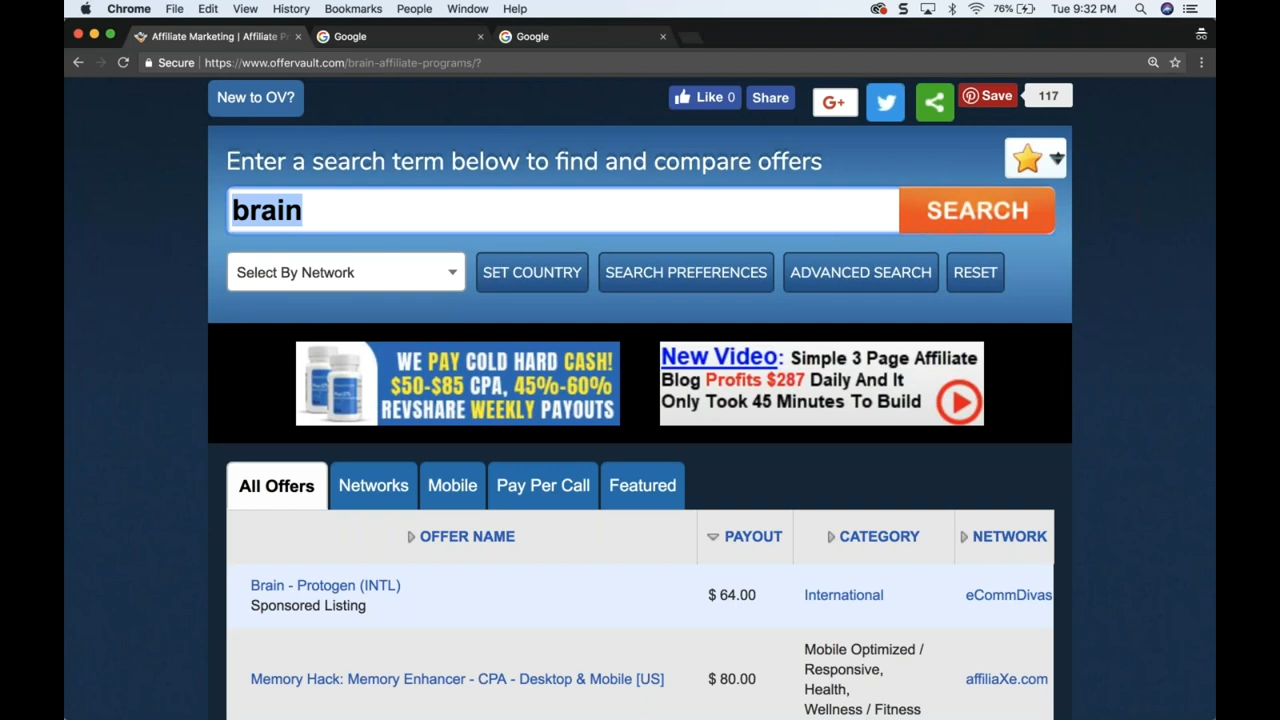 Chrome File Edit View History Bookmarks People Window Help 76% Tue 9:32 PM
Affiliate Marketing | Affiliate Pr Google Google
Secure https://www.offervault.com/brain-affiliate-programs/?
New to OV? Like 0 Share G+ Save 117
Enter a search term below to find and compare offers
brain SEARCH
Select By Network SET COUNTRY SEARCH PREFERENCES ADVANCED SEARCH RESET
WE PAY COLD HARD CASH!
$50-$85 CPA, 45%-60%
REVSHARE WEEKLY PAYOUTS
New Video: Simple 3 Page Affiliate
Blog Profits $287 Daily And It
Only Took 45 Minutes To Build
All Offers Networks Mobile Pay Per Call Featured
OFFER NAME PAYOUT CATEGORY NETWORK
Brain - Protogen (INTL)
Sponsored Listing
$ 64.00 International eCommDivas
Memory Hack: Memory Enhancer - CPA - Desktop & Mobile [US] $ 80.00
Mobile Optimized /
Responsive,
Health,
Wellness / Fitness
affiliaXe.com